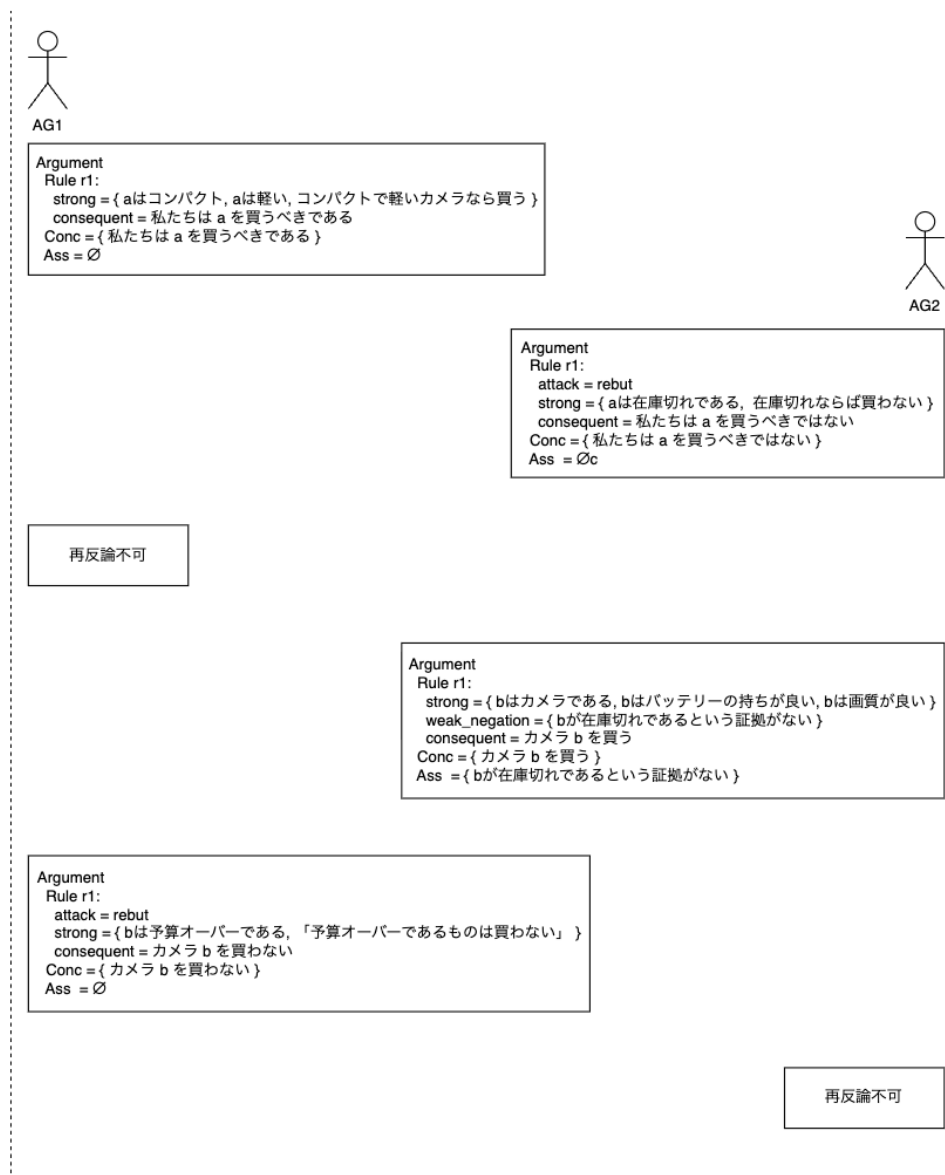 AG1
Argument
Rule r1:
strong = { aはコンパクト, aは軽い, コンパクトで軽いカメラなら買う }
consequent = 私たちは a を買うべきである
Conc = { 私たちは a を買うべきである }
Ass = ∅
AG2
Argument
Rule r1:
attack = rebut
strong = { aは在庫切れである, 在庫切れならば買わない }
consequent = 私たちは a を買うべきではない
Conc = { 私たちは a を買うべきではない }
Ass = ∅c
再反論不可
Argument
Rule r1:
strong = { bはカメラである, bはバッテリーの持ちが良い, bは画質が良い }
weak_negation = { bが在庫切れであるという証拠がない }
consequent = カメラ b を買う
Conc = { カメラ b を買う }
Ass = { bが在庫切れであるという証拠がない }
Argument
Rule r1:
attack = rebut
strong = { bは予算オーバーである, 「予算オーバーであるものは買わない」 }
consequent = カメラ b を買わない
Conc = { カメラ b を買わない }
Ass = ∅
再反論不可